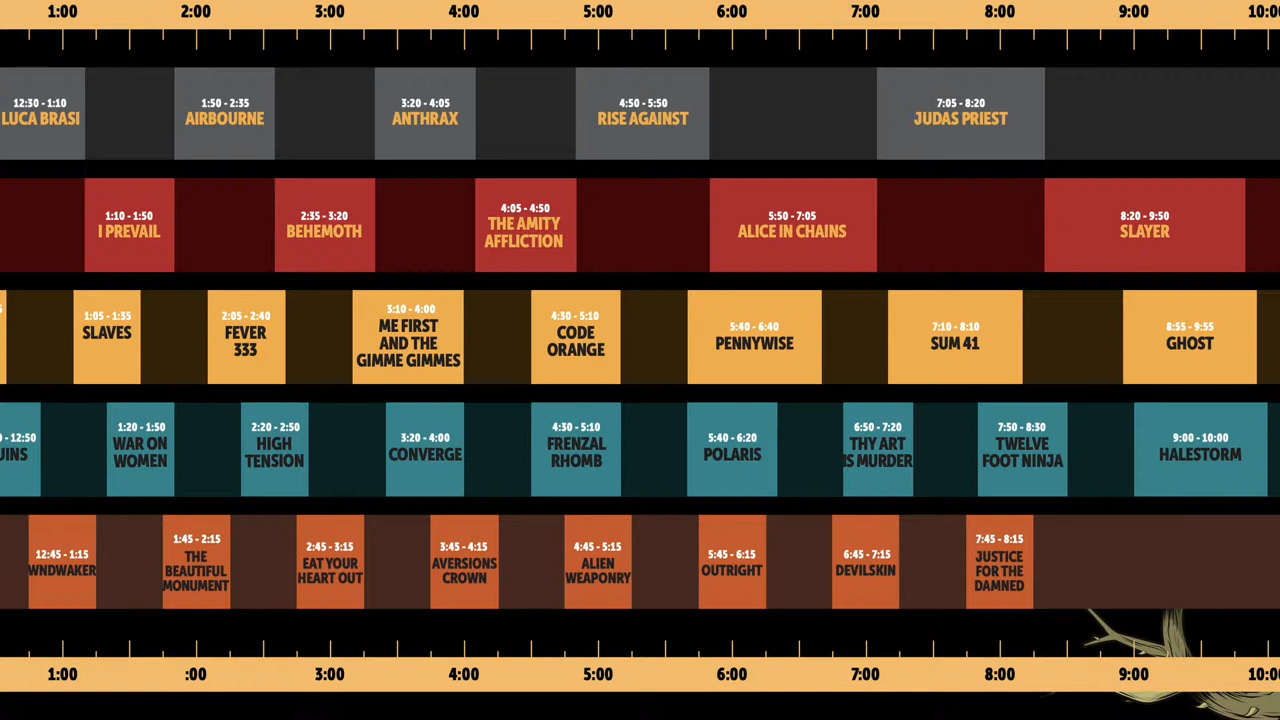 1:00 2:00 3:00 4:00 5:00 6:00 7:00 8:00 9:00 10:00
12:30 - 1:10
LUCA BRASI
1:50 - 2:35
AIRBOURNE
3:20 - 4:05
ANTHRAX
4:50 - 5:50
RISE AGAINST
7:05 - 8:20
JUDAS PRIEST
1:10 - 1:50
I PREVAIL
2:35 - 3:20
BEHEMOTH
4:05 - 4:50
THE AMITY
AFFLICTION
5:50 - 7:05
ALICE IN CHAINS
8:20 - 9:50
SLAYER
1:05 - 1:35
SLAVES
2:05 - 2:40
FEVER
333
3:10 - 4:00
ME FIRST
AND THE
GIMME GIMMES
4:30 - 5:10
CODE
ORANGE
5:40 - 6:40
PENNYWISE
7:10 - 8:10
SUM 41
8:55 - 9:55
GHOST
- 12:50
UINS
1:20 - 1:50
WAR ON
WOMEN
2:20 - 2:50
HIGH
TENSION
3:20 - 4:00
CONVERGE
4:30 - 5:10
FRENZAL
RHOMB
5:40 - 6:20
POLARIS
6:50 - 7:20
THY ART
IS MURDER
7:50 - 8:30
TWELVE
FOOT NINJA
9:00 - 10:00
HALESTORM
12:45 - 1:15
WNDWAKER
1:45 - 2:15
THE
BEAUTIFUL
MONUMENT
2:45 - 3:15
EAT YOUR
HEART OUT
3:45 - 4:15
AVERSIONS
CROWN
4:45 - 5:15
ALIEN
WEAPONRY
5:45 - 6:15
OUTRIGHT
6:45 - 7:15
DEVILSKIN
7:45 - 8:15
JUSTICE
FOR THE
DAMNED
1:00 :00 3:00 4:00 5:00 6:00 7:00 8:00 9:00 10:00